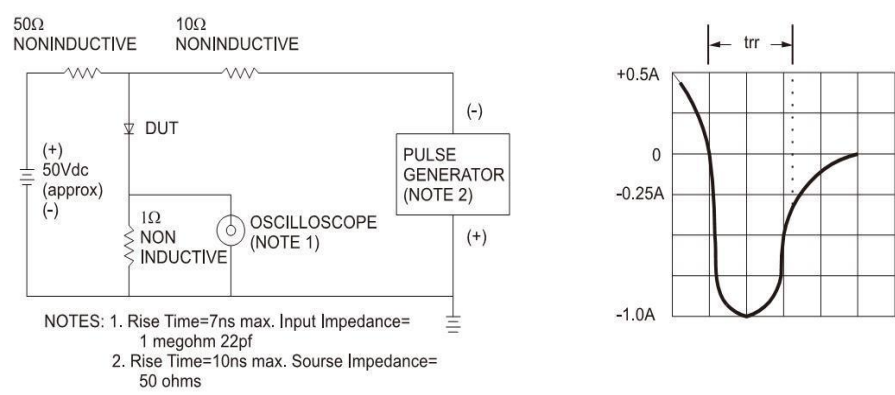 50Ω
NONINDUCTIVE
10Ω
NONINDUCTIVE
DUT
(+)
50Vdc
(approx)
(-)
1Ω
NON
INDUCTIVE
OSCILLOSCOPE
(NOTE 1)
(-)
PULSE
GENERATOR
(NOTE 2)
(+)
NOTES: 1. Rise Time=7ns max. Input Impedance=
1 megohm 22pf
2. Rise Time=10ns max. Sourse Impedance=
50 ohms
trr
+0.5A
0
-0.25A
-1.0A